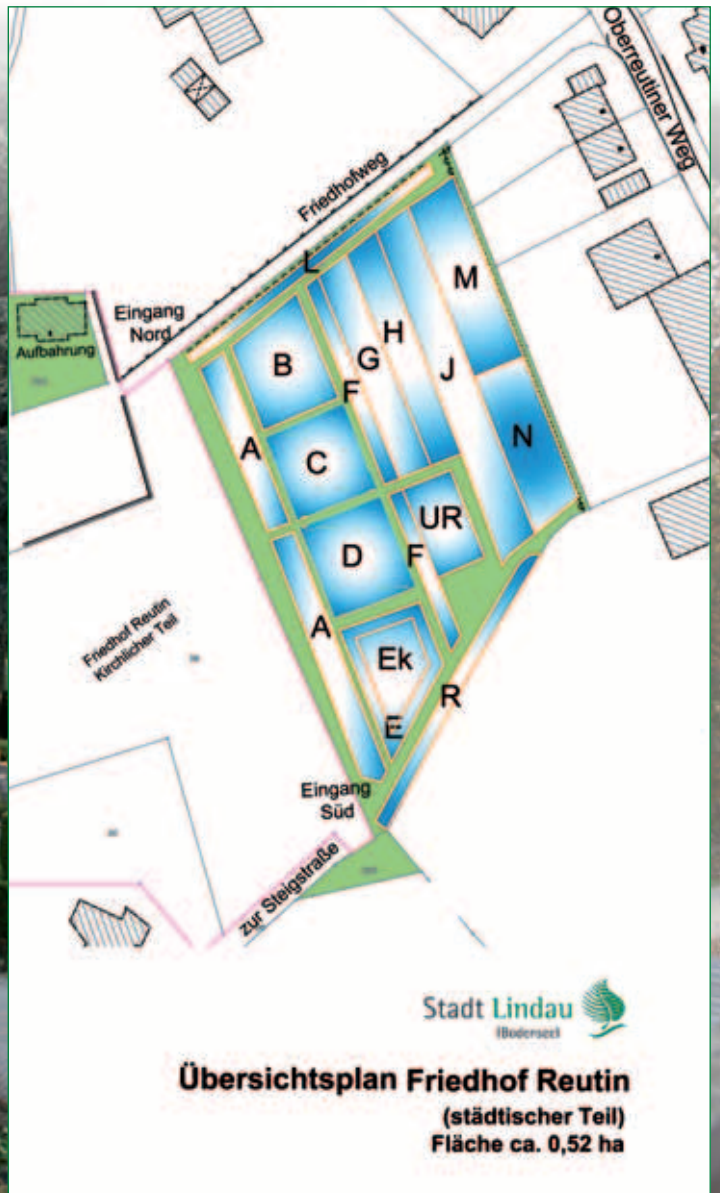 Oberreutiner Weg
Friedhofweg
L
M
Eingang
Nord
Aufbahrung
B
H
G
J
F
A
C
N
UR
D
F
A
Friedhof Reutin
Kirchlicher Teil
Ek
R
E
Eingang
Süd
zur Steigstraße
Stadt Lindau
(Bodensee)
Übersichtsplan Friedhof Reutin
(städtischer Teil)
Fläche ca. 0,52 ha